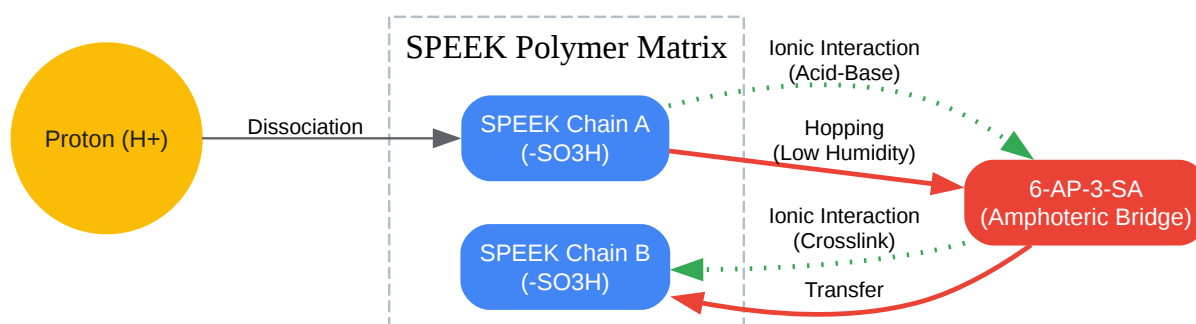 SPEEK Polymer Matrix
Proton (H+)
Dissociation
SPEEK Chain A
(-SO3H)
Ionic Interaction
(Acid-Base)
Hopping
(Low Humidity)
6-AP-3-SA
(Amphoteric Bridge)
SPEEK Chain B
(-SO3H)
Ionic Interaction
(Crosslink)
Transfer